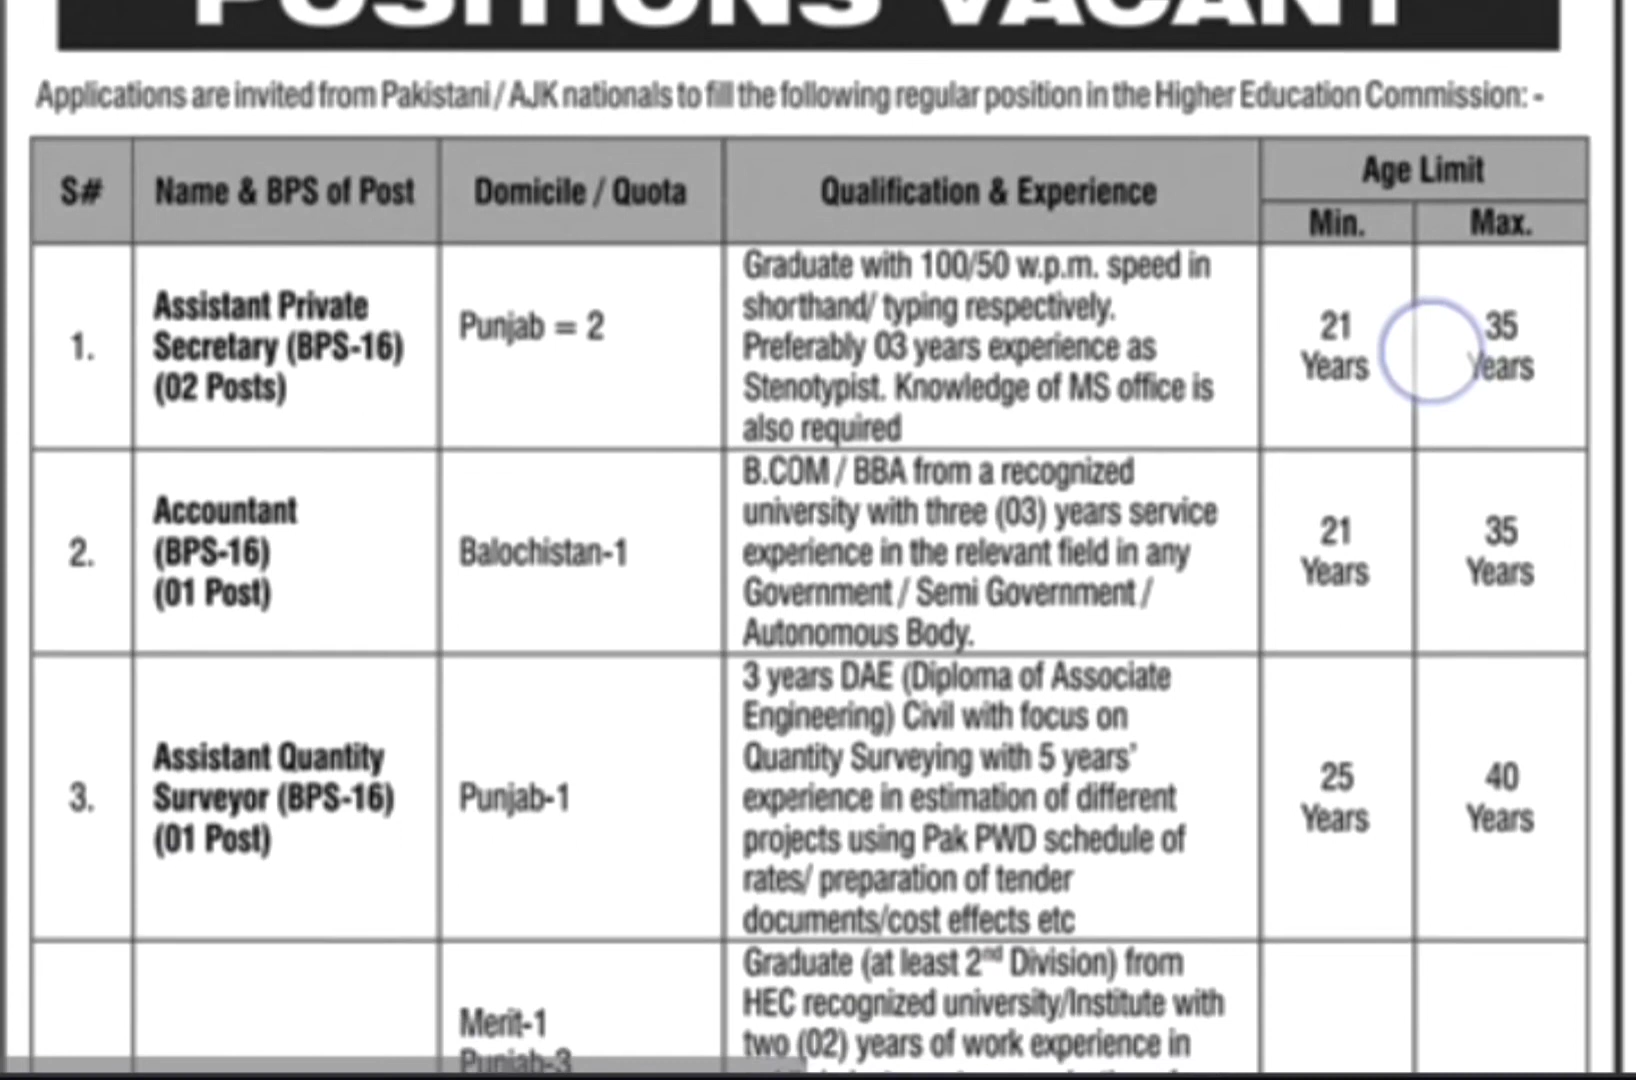 POSITIONS VACANT
Applications are invited from Pakistani / AJK nationals to fill the following regular position in the Higher Education Commission: -
S#
Name & BPS of Post
Domicile / Quota
Qualification & Experience
Age Limit
Min.
Max.
1.
Assistant Private
Secretary (BPS-16)
(02 Posts)
Punjab = 2
Graduate with 100/50 w.p.m. speed in
shorthand/ typing respectively.
Preferably 03 years experience as
Stenotypist. Knowledge of MS office is
also required
21
Years
35
Years
2.
Accountant
(BPS-16)
(01 Post)
Balochistan-1
B.COM / BBA from a recognized
university with three (03) years service
experience in the relevant field in any
Government / Semi Government /
Autonomous Body.
21
Years
35
Years
3.
Assistant Quantity
Surveyor (BPS-16)
(01 Post)
Punjab-1
3 years DAE (Diploma of Associate
Engineering) Civil with focus on
Quantity Surveying with 5 years'
experience in estimation of different
projects using Pak PWD schedule of
rates/ preparation of tender
documents/cost effects etc
25
Years
40
Years
Merit-1
Punjab-3
Graduate (at least 2nd Division) from
HEC recognized university/Institute with
two (02) years of work experience in